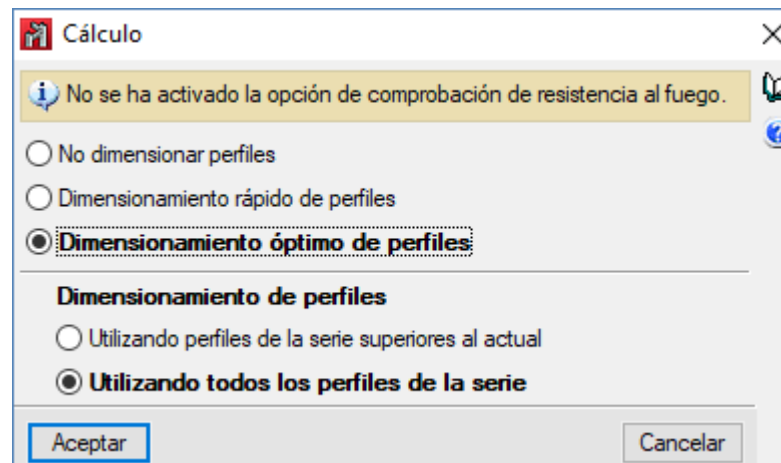 Cálculo
No se ha activado la opción de comprobación de resistencia al fuego.
No dimensionar perfiles
Dimensionamiento rápido de perfiles
Dimensionamiento óptimo de perfiles
Dimensionamiento de perfiles
Utilizando perfiles de la serie superiores al actual
Utilizando todos los perfiles de la serie
Aceptar
Cancelar